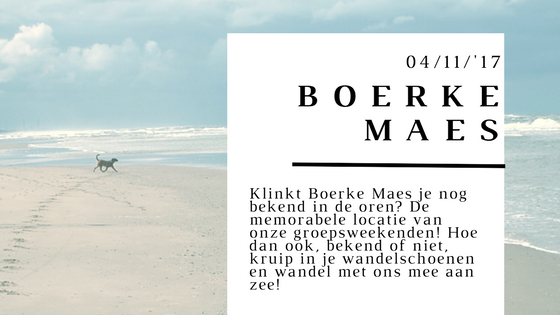 04/11/'17
BOERKE
MAES
Klinkt Boerke Maes je nog
bekend in de oren? De
memorabele locatie van
onze groepsweekenden! Hoe
dan ook, bekend of niet,
kruip in je wandelschoenen
en wandel met ons mee aan
zee!